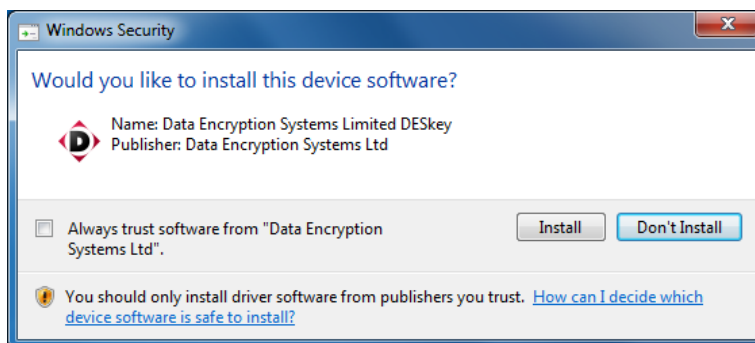 Windows Security
Would you like to install this device software?
D
Name: Data Encryption Systems Limited DESkey
Publisher: Data Encryption Systems Ltd
Always trust software from "Data Encryption
Systems Ltd".
Install
Don't Install
You should only install driver software from publishers you trust. How can I decide which
device software is safe to install?